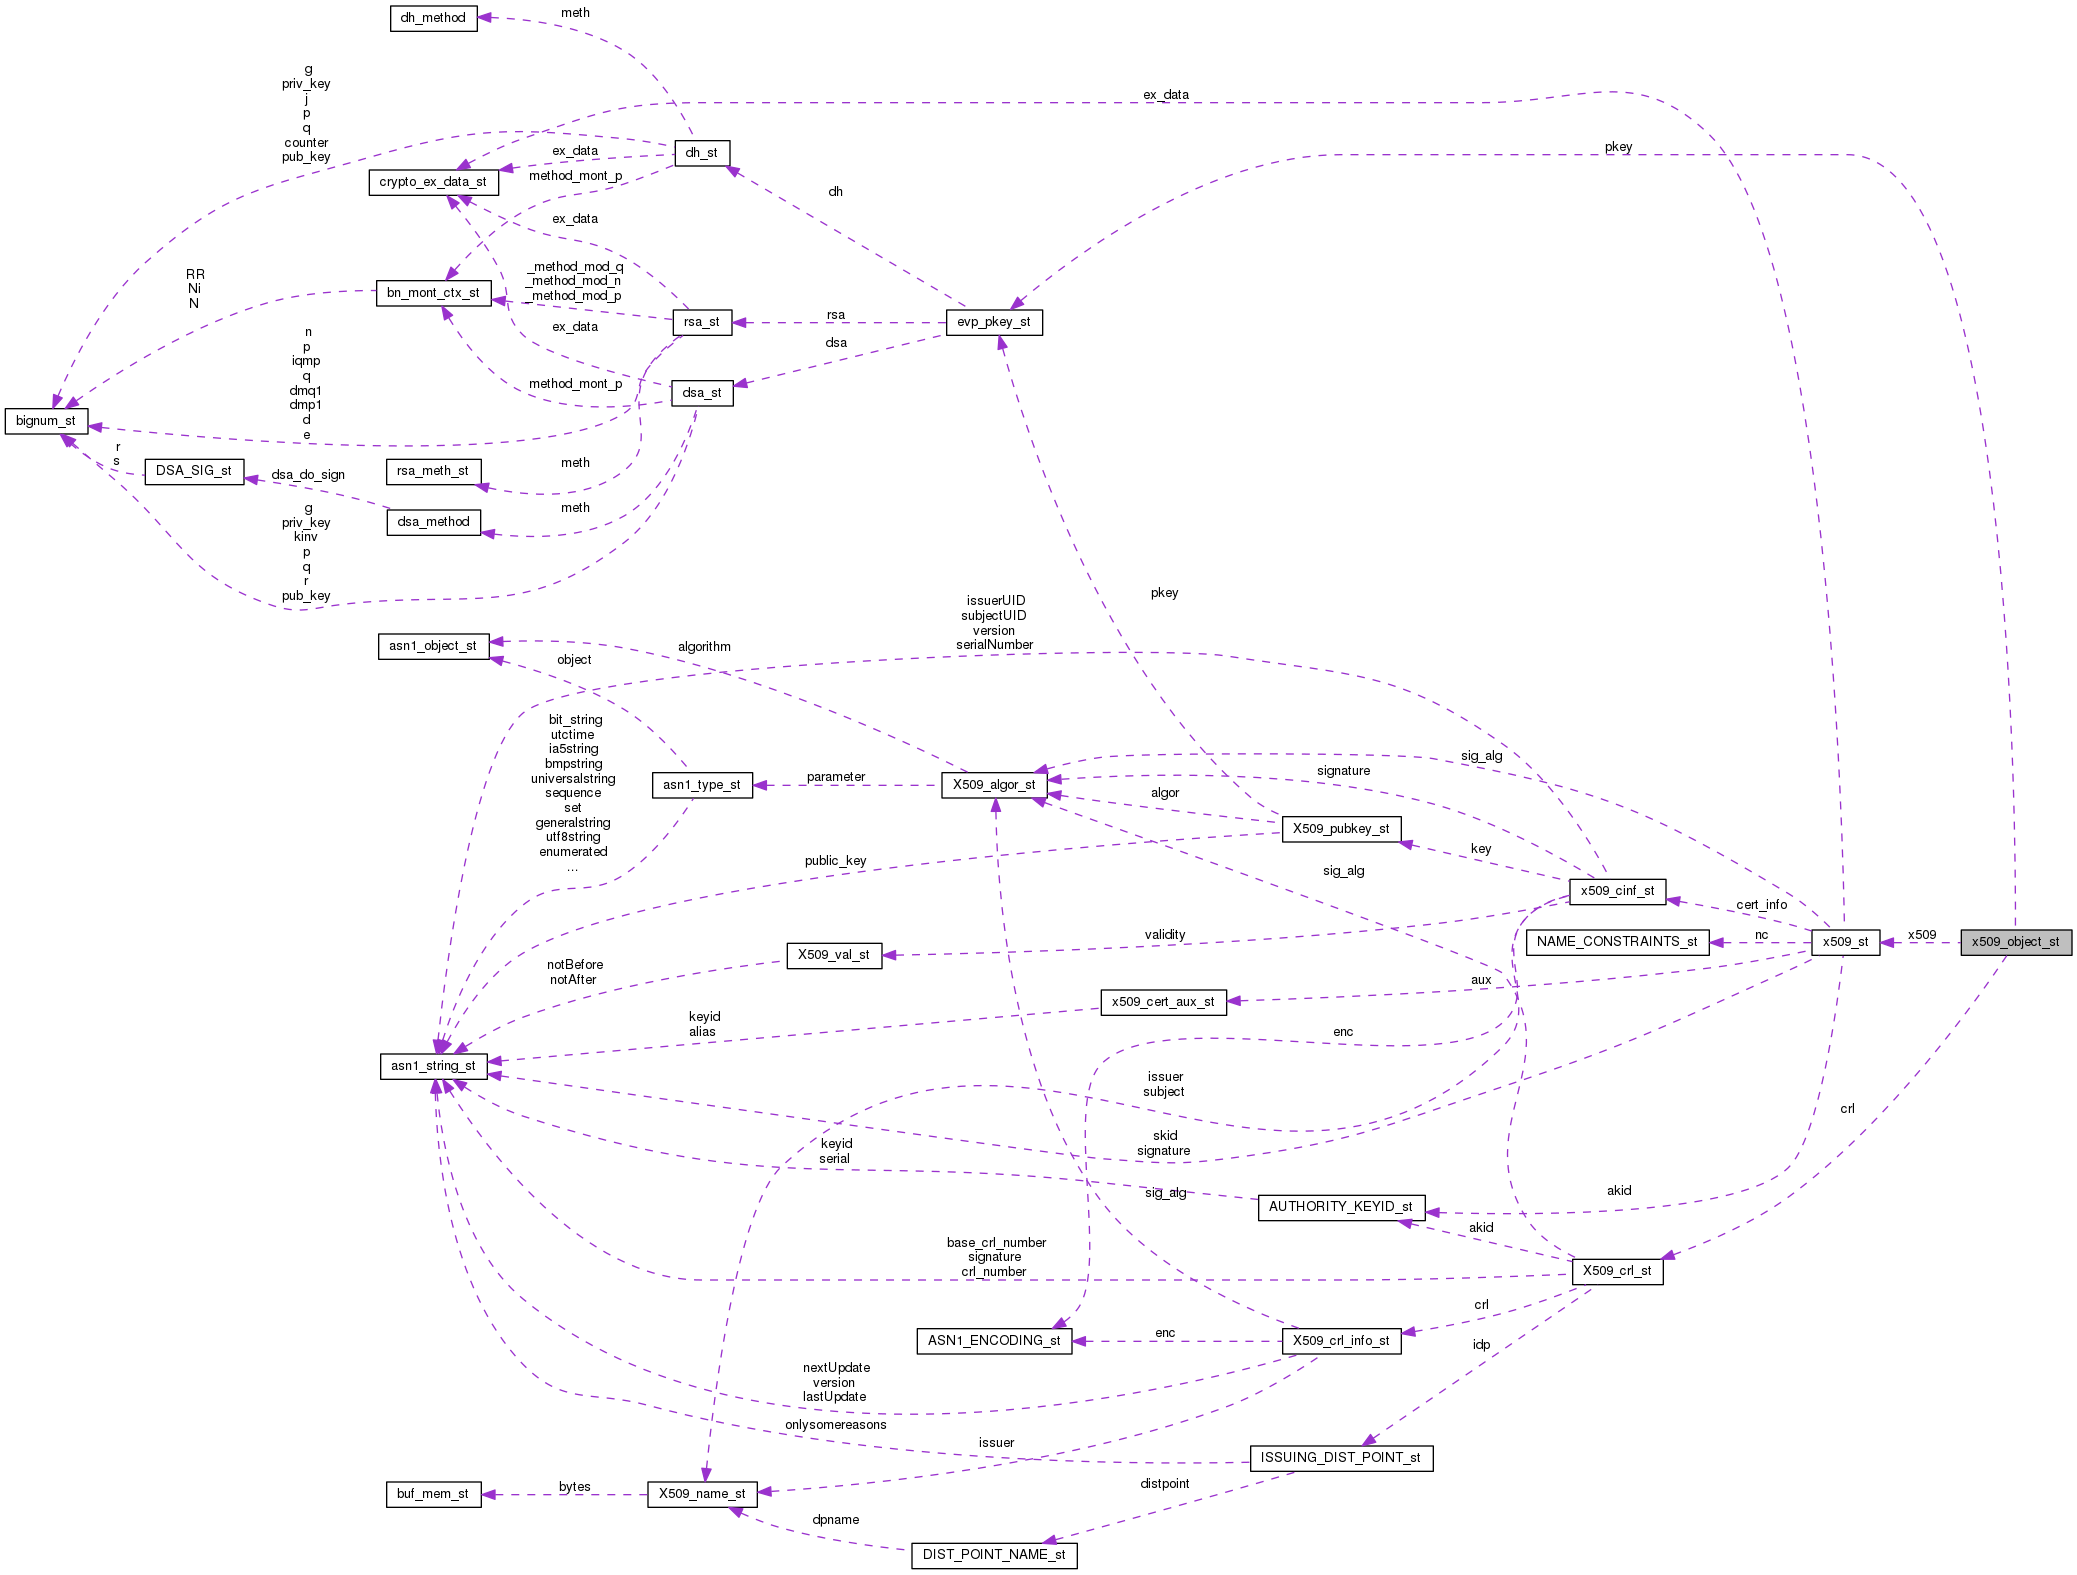 dh_method
meth
g
priv_key
j
p
q
counter
pub_key
ex_data
pkey
dh_st
ex_data
method_mont_p
crypto_ex_data_st
dh
ex_data
RR
Ni
N
bn_mont_ctx_st
_method_mod_q
_method_mod_n
_method_mod_p
rsa_st
rsa
evp_pkey_st
ex_data
dsa
n
p
iqmp
q
dmq1
dmp1
d
e
method_mont_p
dsa_st
bignum_st
r
s
DSA_SIG_st
dsa_do_sign
rsa_meth_st
meth
dsa_method
meth
g
priv_key
kinv
p
q
r
pub_key
pkey
issuerUID
subjectUID
version
serialNumber
asn1_object_st
algorithm
object
bit_string
utctime
ia5string
bmpstring
universalstring
sequence
set
generalstring
utf8string
enumerated
...
asn1_type_st
parameter
X509_algor_st
sig_alg
signature
algor
X509_pubkey_st
key
public_key
sig_alg
x509_cinf_st
cert_info
validity
X509_val_st
NAME_CONSTRAINTS_st
nc
x509_st
x509
x509_object_st
notBefore
notAfter
aux
x509_cert_aux_st
keyid
alias
enc
asn1_string_st
issuer
subject
crl
skid
signature
keyid
serial
sig_alg
akid
AUTHORITY_KEYID_st
akid
base_crl_number
signature
crl_number
X509_crl_st
crl
ASN1_ENCODING_st
enc
X509_crl_info_st
idp
nextUpdate
version
lastUpdate
onlysomereasons
issuer
ISSUING_DIST_POINT_st
buf_mem_st
bytes
X509_name_st
distpoint
dpname
DIST_POINT_NAME_st